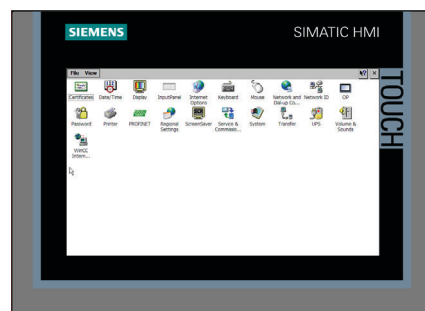 SIEMENS
SIMATIC HMI
TOUCH
File View
Certificates Date/Time Display InputPanel Internet Options Keyboard Mouse Network and Dial-up Co... Network ID OP
Password Printer PROFINET Regional Settings ScreenSaver Service & Commissio... System Transfer UPS Volume & Sounds
WinCC Intern...